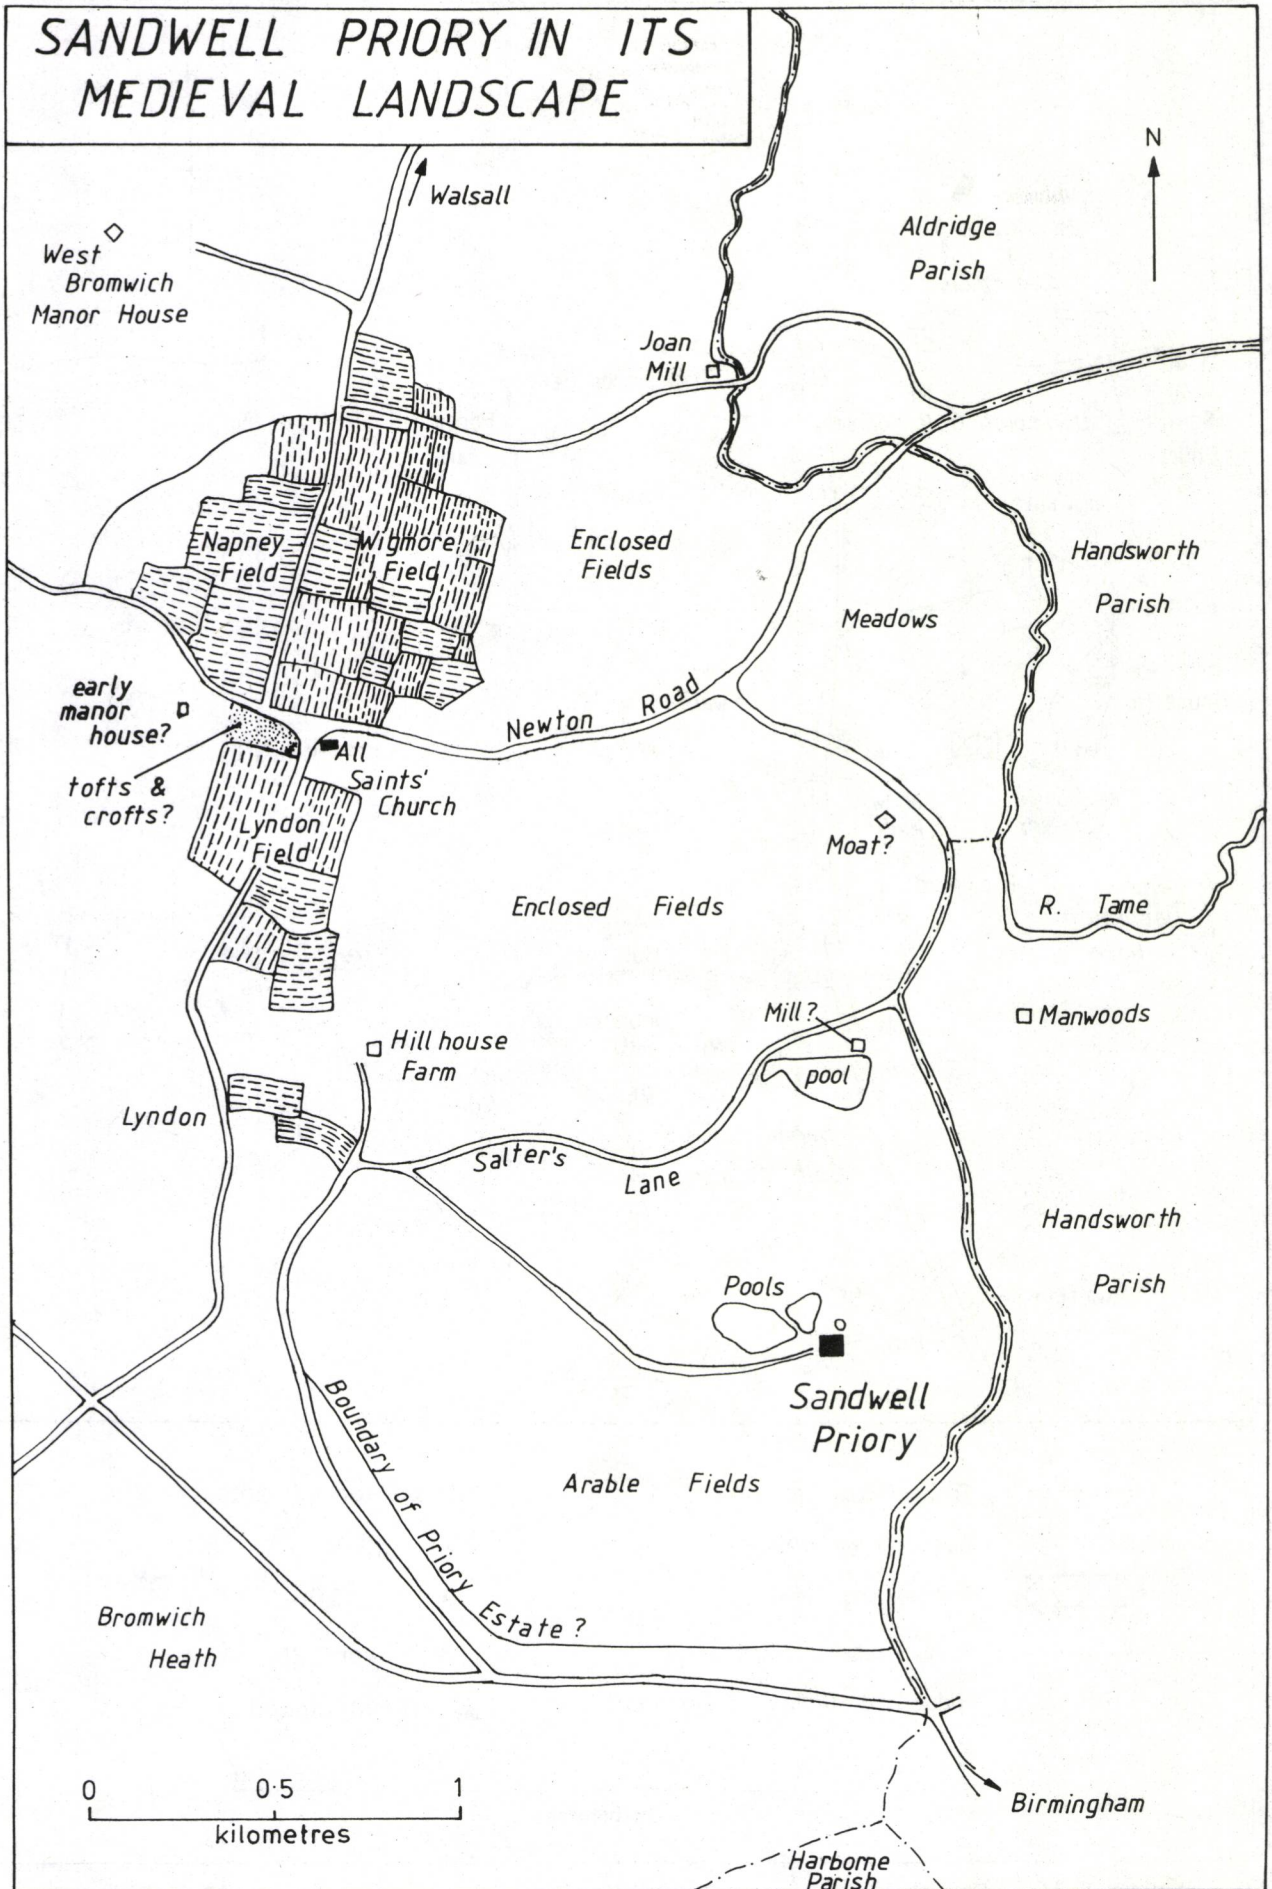 SANDWELL PRIORY IN ITS
MEDIEVAL LANDSCAPE
N
Walsall
Aldridge
Parish
West
Bromwich
Manor House
Joan
Mill
Napney
Field
Wigmore
Field
Enclosed
Fields
Handsworth
Parish
Meadows
early
manor
house?
Newton Road
tofts &
crofts?
All
Saints'
Church
Lyndon
Field
Moat?
Enclosed Fields
R. Tame
Mill?
Manwoods
Hill house
Farm
pool
Lyndon
Salter's Lane
Handsworth
Parish
Pools
Sandwell
Priory
Boundary of Priory Estate?
Arable Fields
Bromwich
Heath
0 0·5 1
kilometres
Birmingham
Harborne
Parish